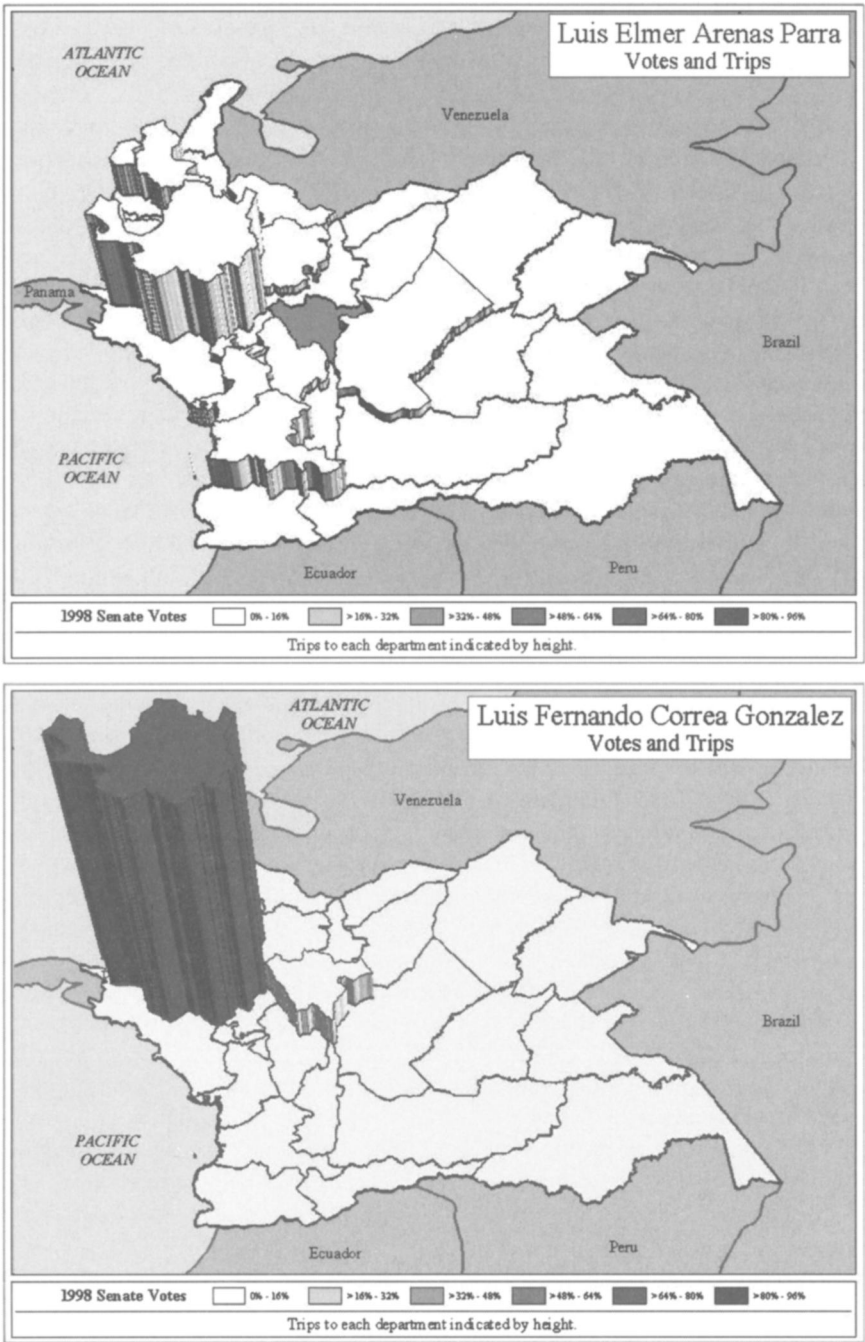 Luis Elmer Arenas Parra
Votes and Trips
ATLANTIC
OCEAN
Venezuela
Panama
Brazil
PACIFIC
OCEAN
Ecuador
Peru
1998 Senate Votes 0% - 16% >16% - 32% >32% - 48% >48% - 64% >64% - 80% >80% - 96%
Trips to each department indicated by height.
Luis Fernando Correa Gonzalez
Votes and Trips
ATLANTIC
OCEAN
Venezuela
Brazil
PACIFIC
OCEAN
Ecuador
Peru
1998 Senate Votes 0% - 16% >16% - 32% >32% - 48% >48% - 64% >64% - 80% >80% - 96%
Trips to each department indicated by height.